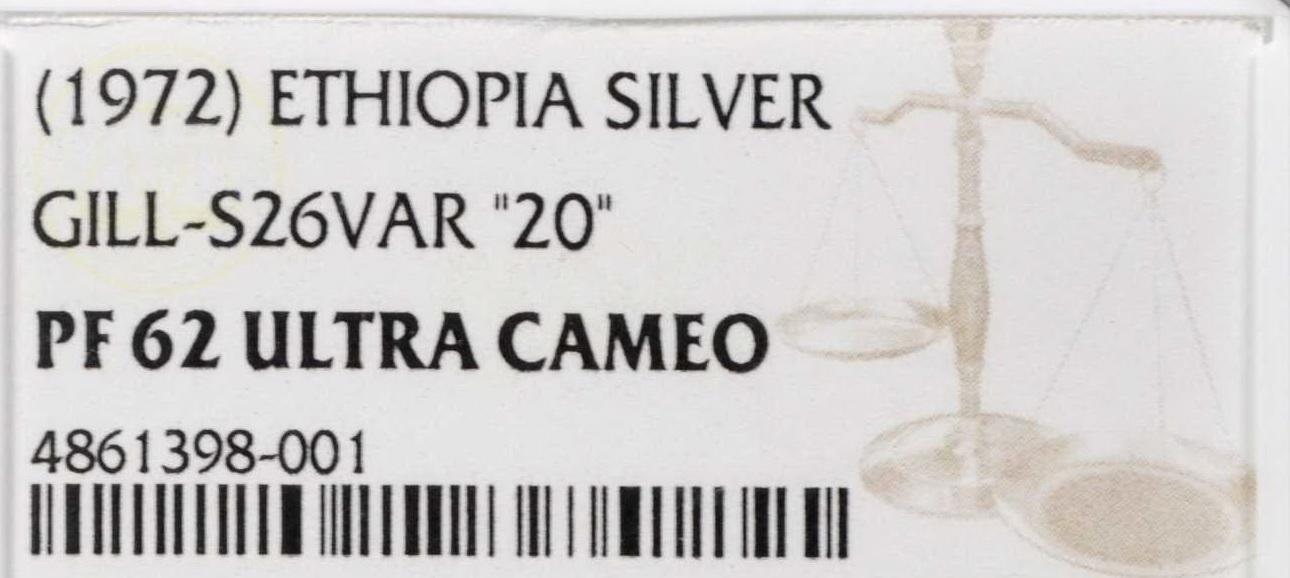 (1972) ETHIOPIA SILVER
GILL-S26VAR "20"
PF 62 ULTRA CAMEO
4861398-001